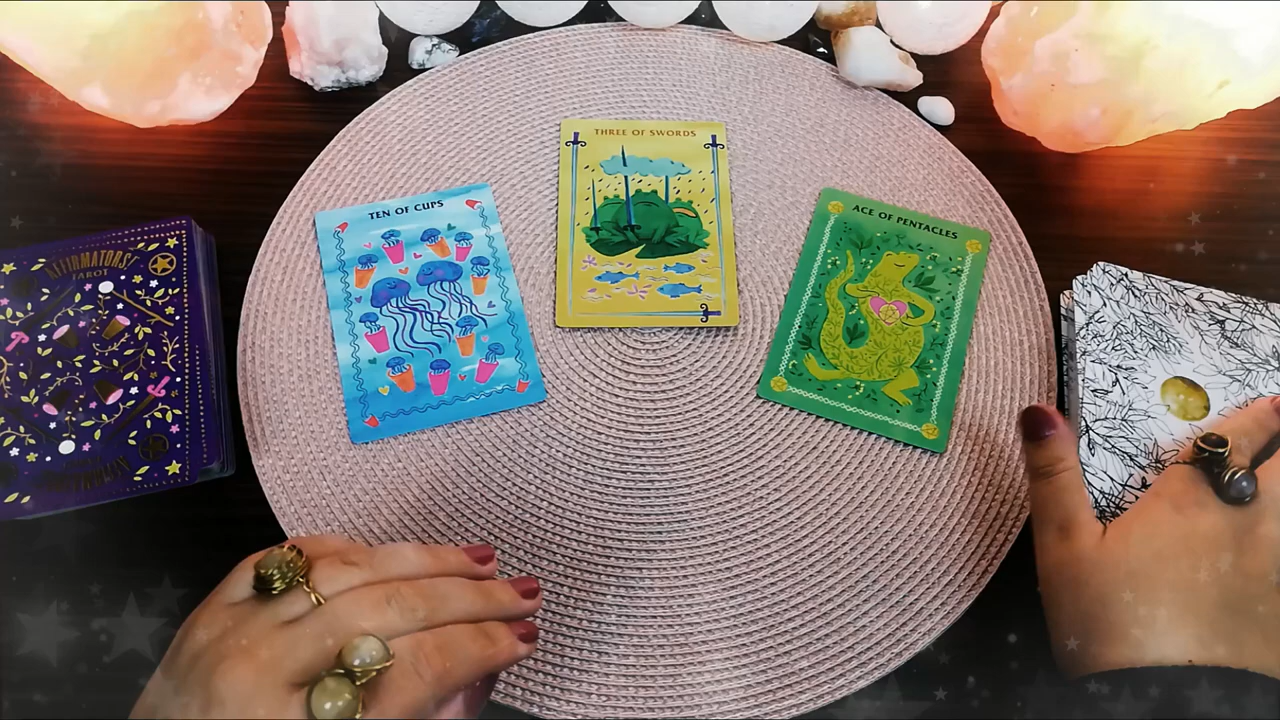 THREE OF SWORDS
TEN OF CUPS
ACE OF PENTACLES
AFFIRMATORS!
TAROT